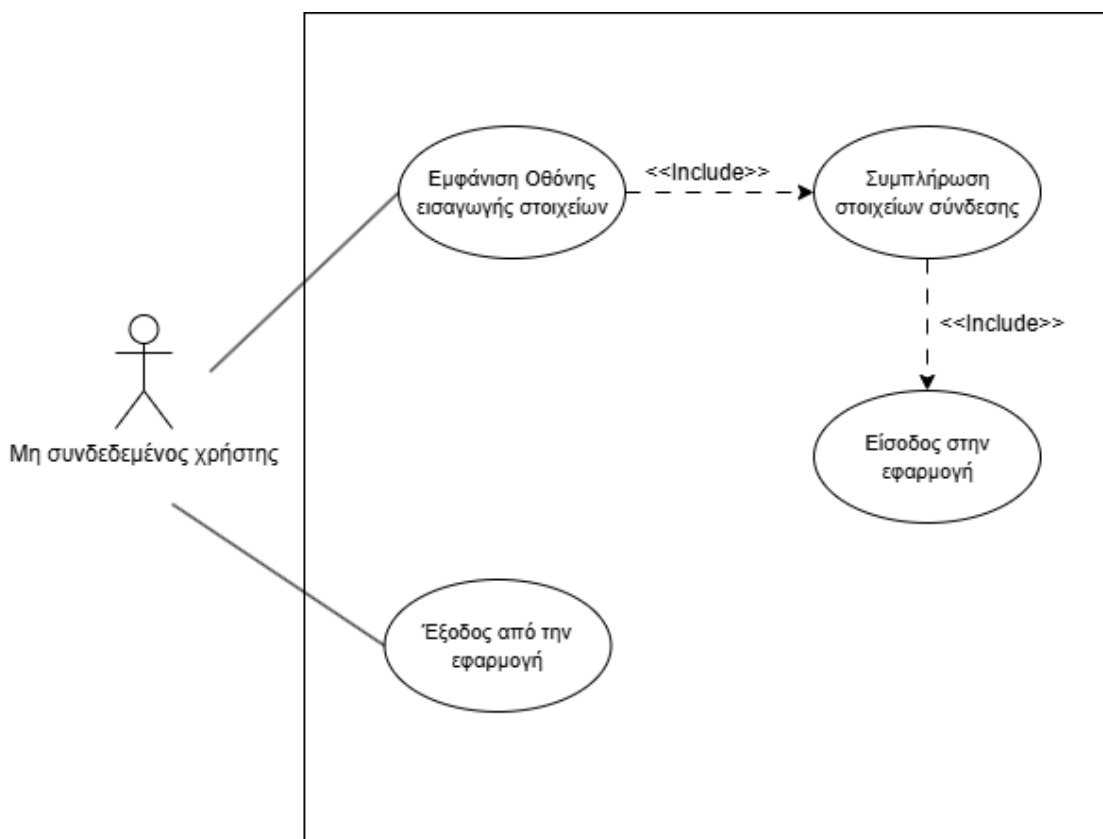 Εμφάνιση Οθόνης
εισαγωγής στοιχείων
<<Include>>
Συμπλήρωση
στοιχείων σύνδεσης
<<Include>>
Είσοδος στην
εφαρμογή
Μη συνδεδεμένος χρήστης
Έξοδος από την
εφαρμογή